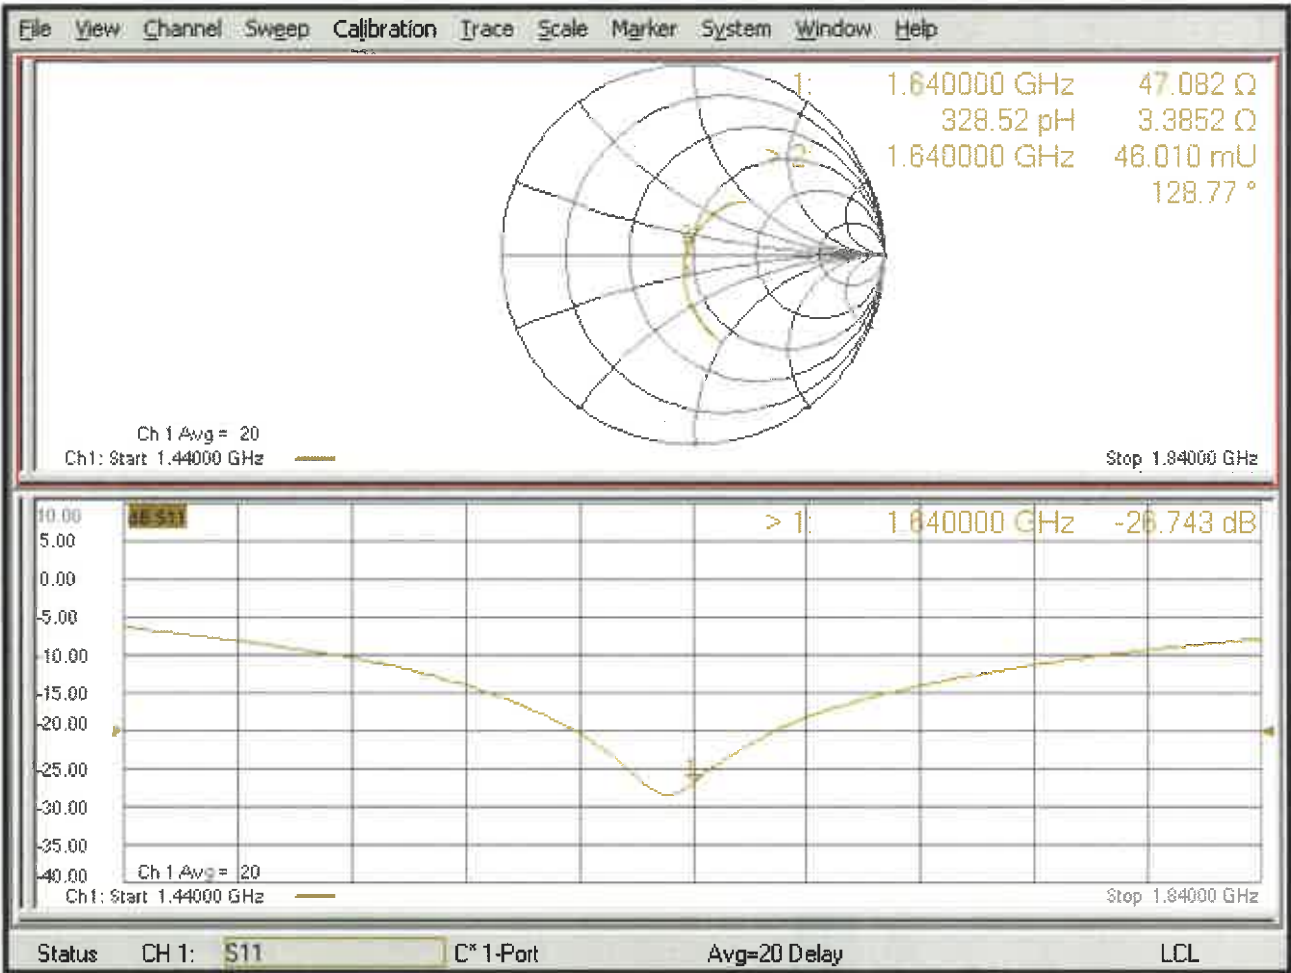 File View Channel Sweep Calibration Trace Scale Marker System Window Help
1: 1.640000 GHz 47.082 Ω
328.52 pH 3.3852 Ω
> 2: 1.640000 GHz 46.010 mU
128.77 °
Ch 1 Avg = 20
Ch1: Start 1.44000 GHz
Stop 1.84000 GHz
10.00
dB S11
> 1: 1.640000 GHz -26.743 dB
5.00
0.00
-5.00
-10.00
-15.00
-20.00
-25.00
1
-30.00
-35.00
-40.00
Ch 1 Avg = 20
Ch1: Start 1.44000 GHz
Stop 1.84000 GHz
Status CH 1: S11 C* 1-Port Avg=20 Delay LCL